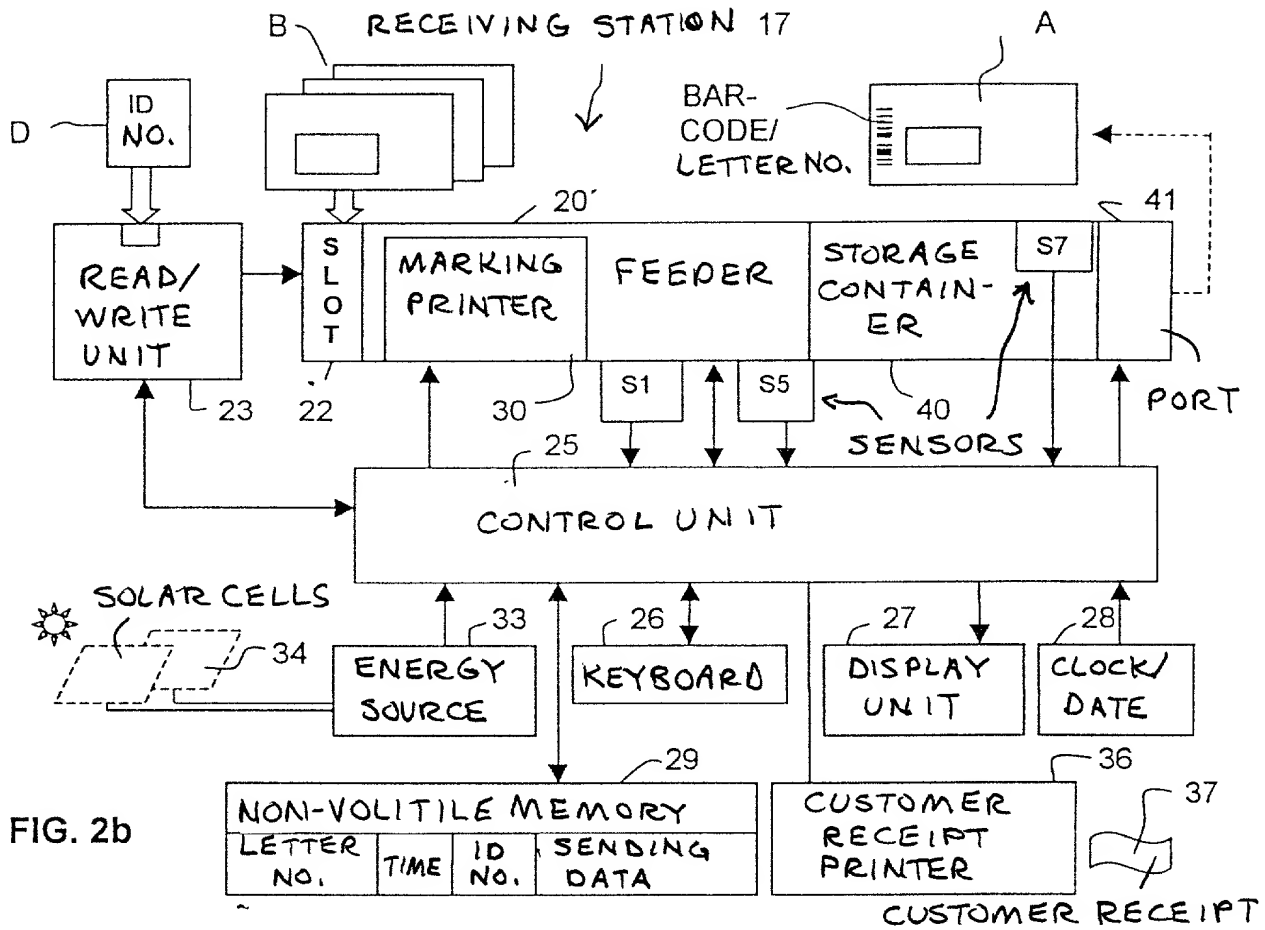 B
RECEIVING STATION 17
A
D
ID
NO.
BAR-
CODE/
LETTER NO.
20'
41
READ/
WRITE
UNIT
SLOT
MARKING
PRINTER
FEEDER
STORAGE
CONTAIN-
ER
S7
23
22
30
S1
S5
40
PORT
SENSORS
25
CONTROL UNIT
SOLAR CELLS
34
33
ENERGY
SOURCE
26
KEYBOARD
27
DISPLAY
UNIT
28
CLOCK/
DATE
29
NON-VOLITILE MEMORY
LETTER
NO.
TIME
ID
NO.
SENDING
DATA
36
CUSTOMER
RECEIPT
PRINTER
37
CUSTOMER RECEIPT
FIG. 2b